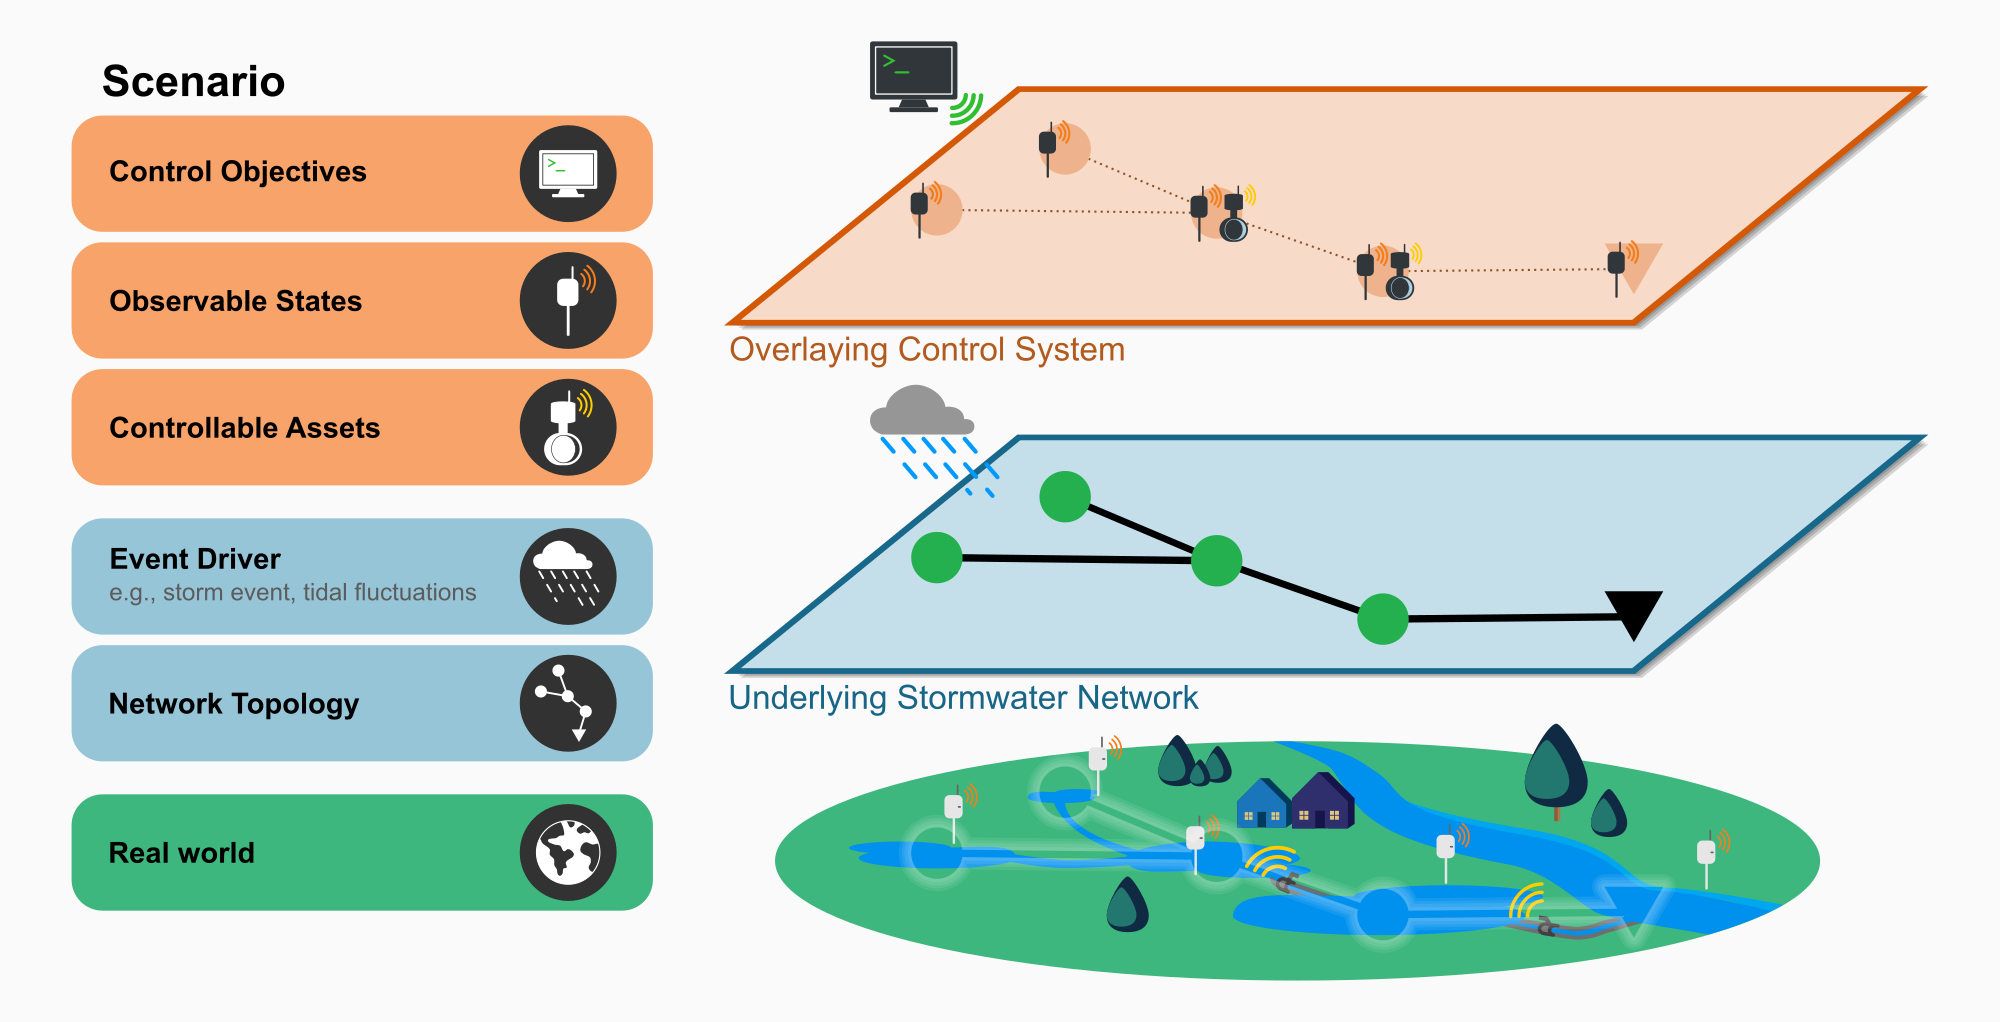 Scenario
Control Objectives
>_
Observable States
Controllable Assets
Event Driver
e.g., storm event, tidal fluctuations
Network Topology
Real world
>_
Overlaying Control System
Underlying Stormwater Network